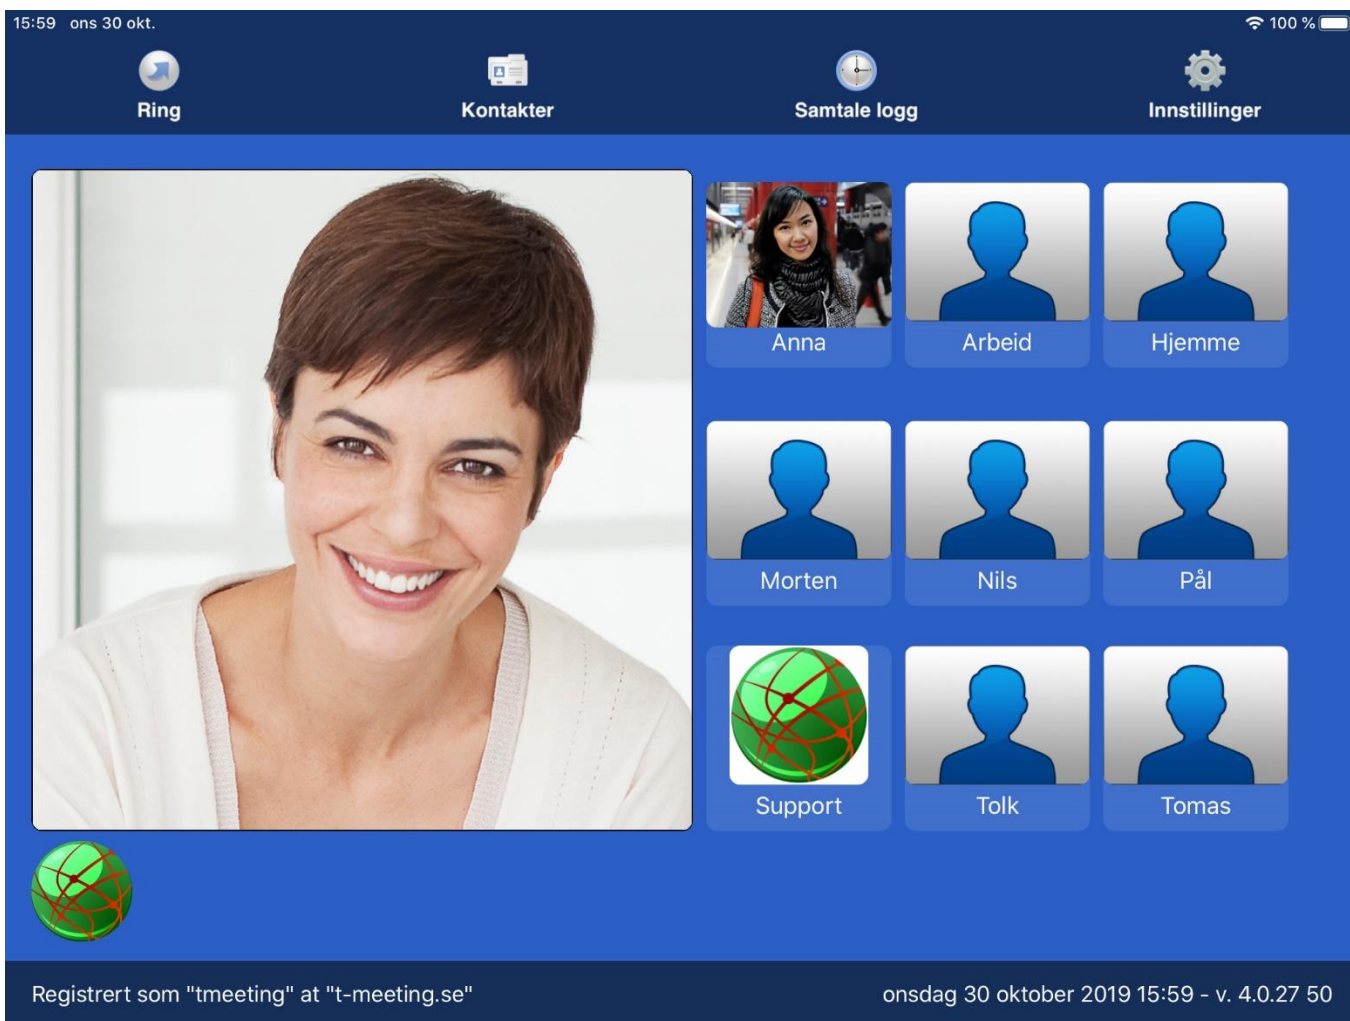 15:59 ons 30 okt.
100 %
Ring
Kontakter
Samtale logg
Innstillinger
Anna
Arbeid
Hjemme
Morten
Nils
Pål
Support
Tolk
Tomas
Registrert som "tmeeting" at "t-meeting.se"
onsdag 30 oktober 2019 15:59 - v. 4.0.27 50